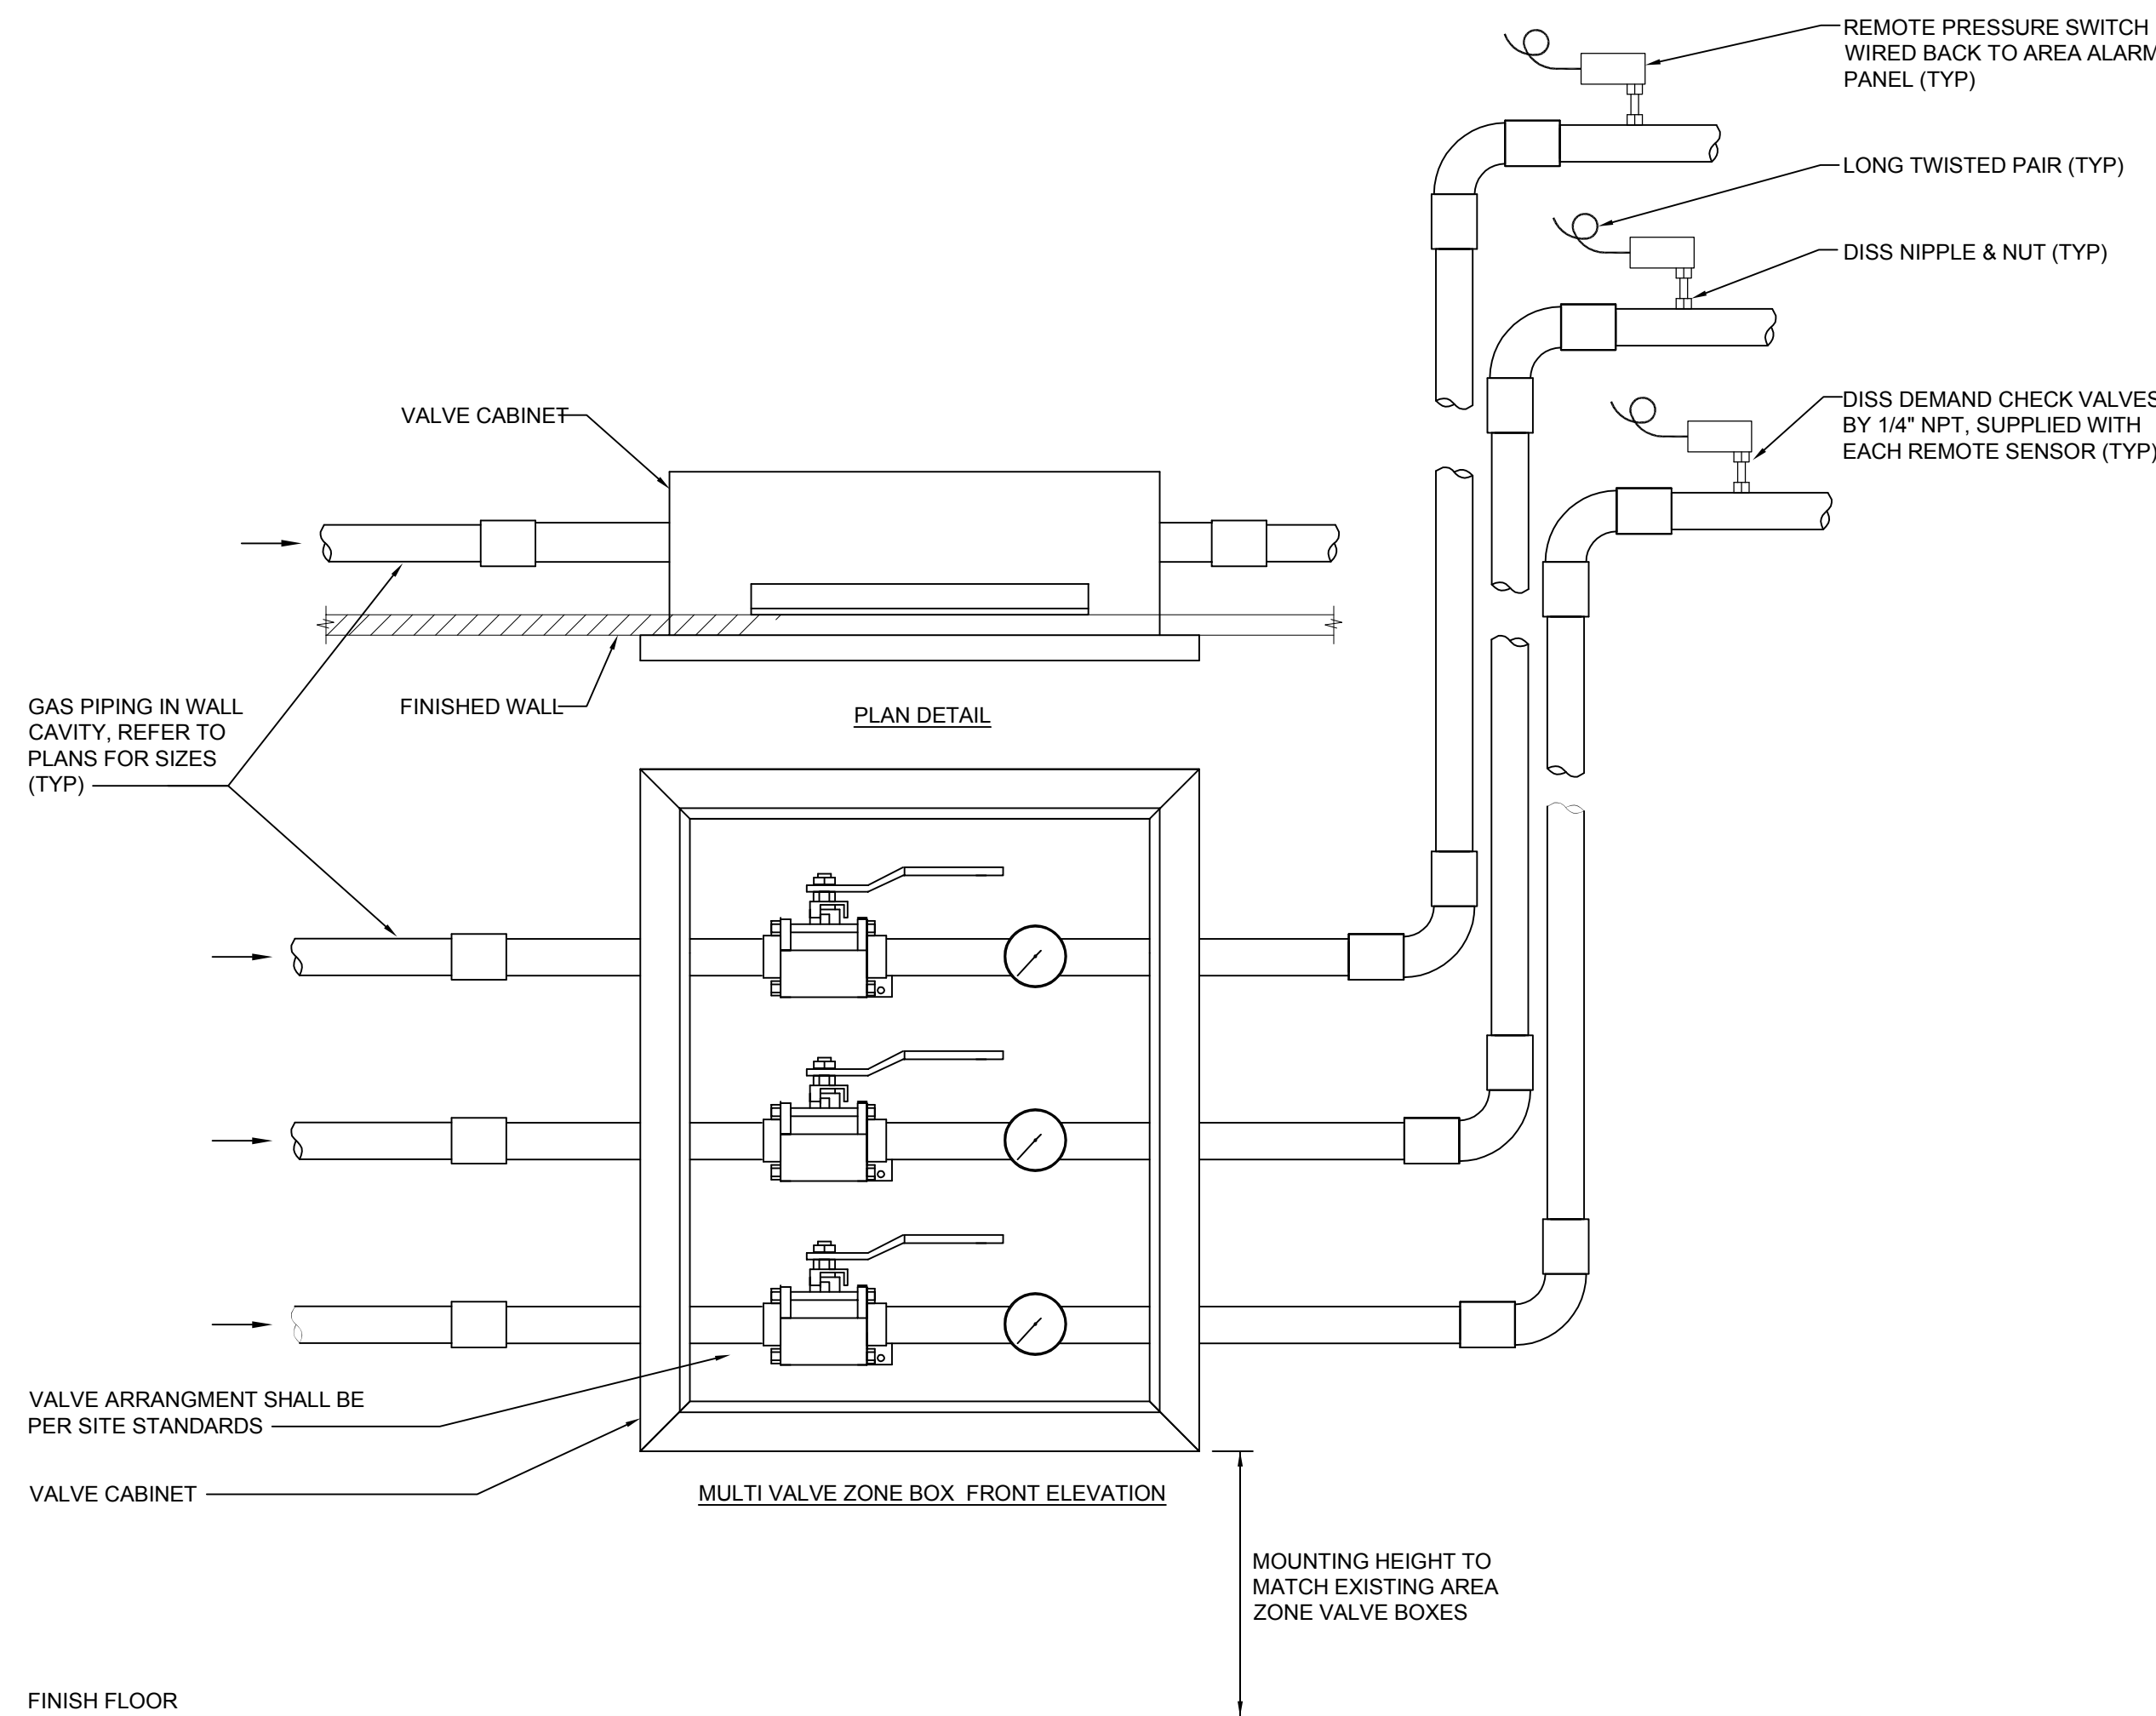 REMOTE PRESSURE SWITCH
WIRED BACK TO AREA ALARM
PANEL (TYP)
LONG TWISTED PAIR (TYP)
DISS NIPPLE & NUT (TYP)
DISS DEMAND CHECK VALVES
BY 1/4" NPT, SUPPLIED WITH
EACH REMOTE SENSOR (TYP)
VALVE CABINET
GAS PIPING IN WALL
CAVITY, REFER TO
PLANS FOR SIZES
(TYP)
FINISHED WALL
PLAN DETAIL
VALVE ARRANGMENT SHALL BE
PER SITE STANDARDS
VALVE CABINET
MULTI VALVE ZONE BOX FRONT ELEVATION
MOUNTING HEIGHT TO
MATCH EXISTING AREA
ZONE VALVE BOXES
FINISH FLOOR